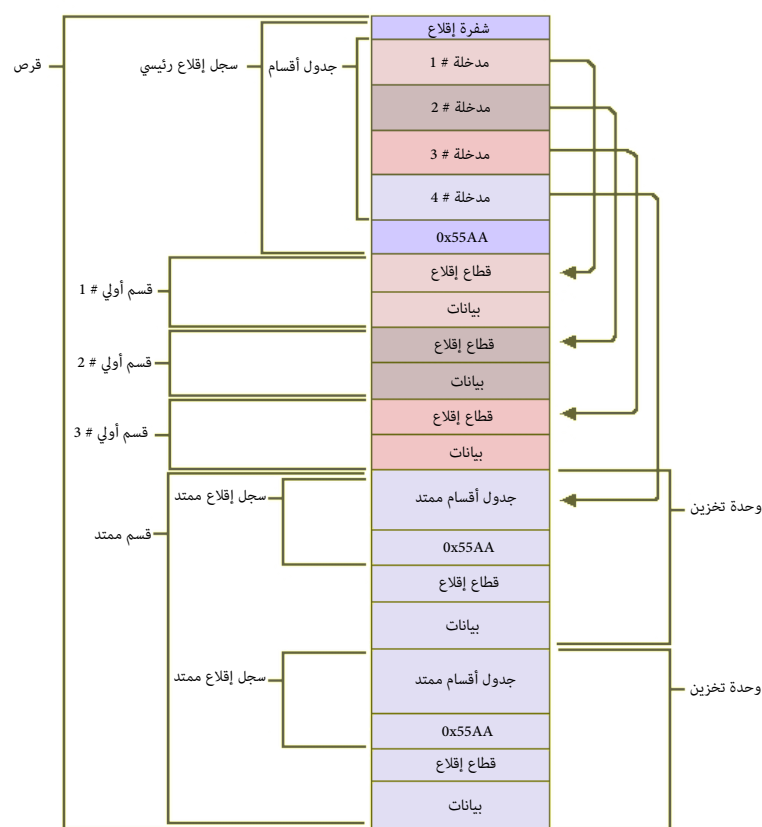 شفرة إقلاع
قرص
سجل إقلاع رئيسي
جدول أقسام
مدخلة # 1
مدخلة # 2
مدخلة # 3
مدخلة # 4
0x55AA
قطاع إقلاع
قسم أولي # 1
بيانات
قطاع إقلاع
قسم أولي # 2
بيانات
قطاع إقلاع
قسم أولي # 3
بيانات
جدول أقسام ممتد
سجل إقلاع ممتد
وحدة تخزين
قسم ممتد
0x55AA
قطاع إقلاع
بيانات
جدول أقسام ممتد
سجل إقلاع ممتد
وحدة تخزين
0x55AA
قطاع إقلاع
بيانات